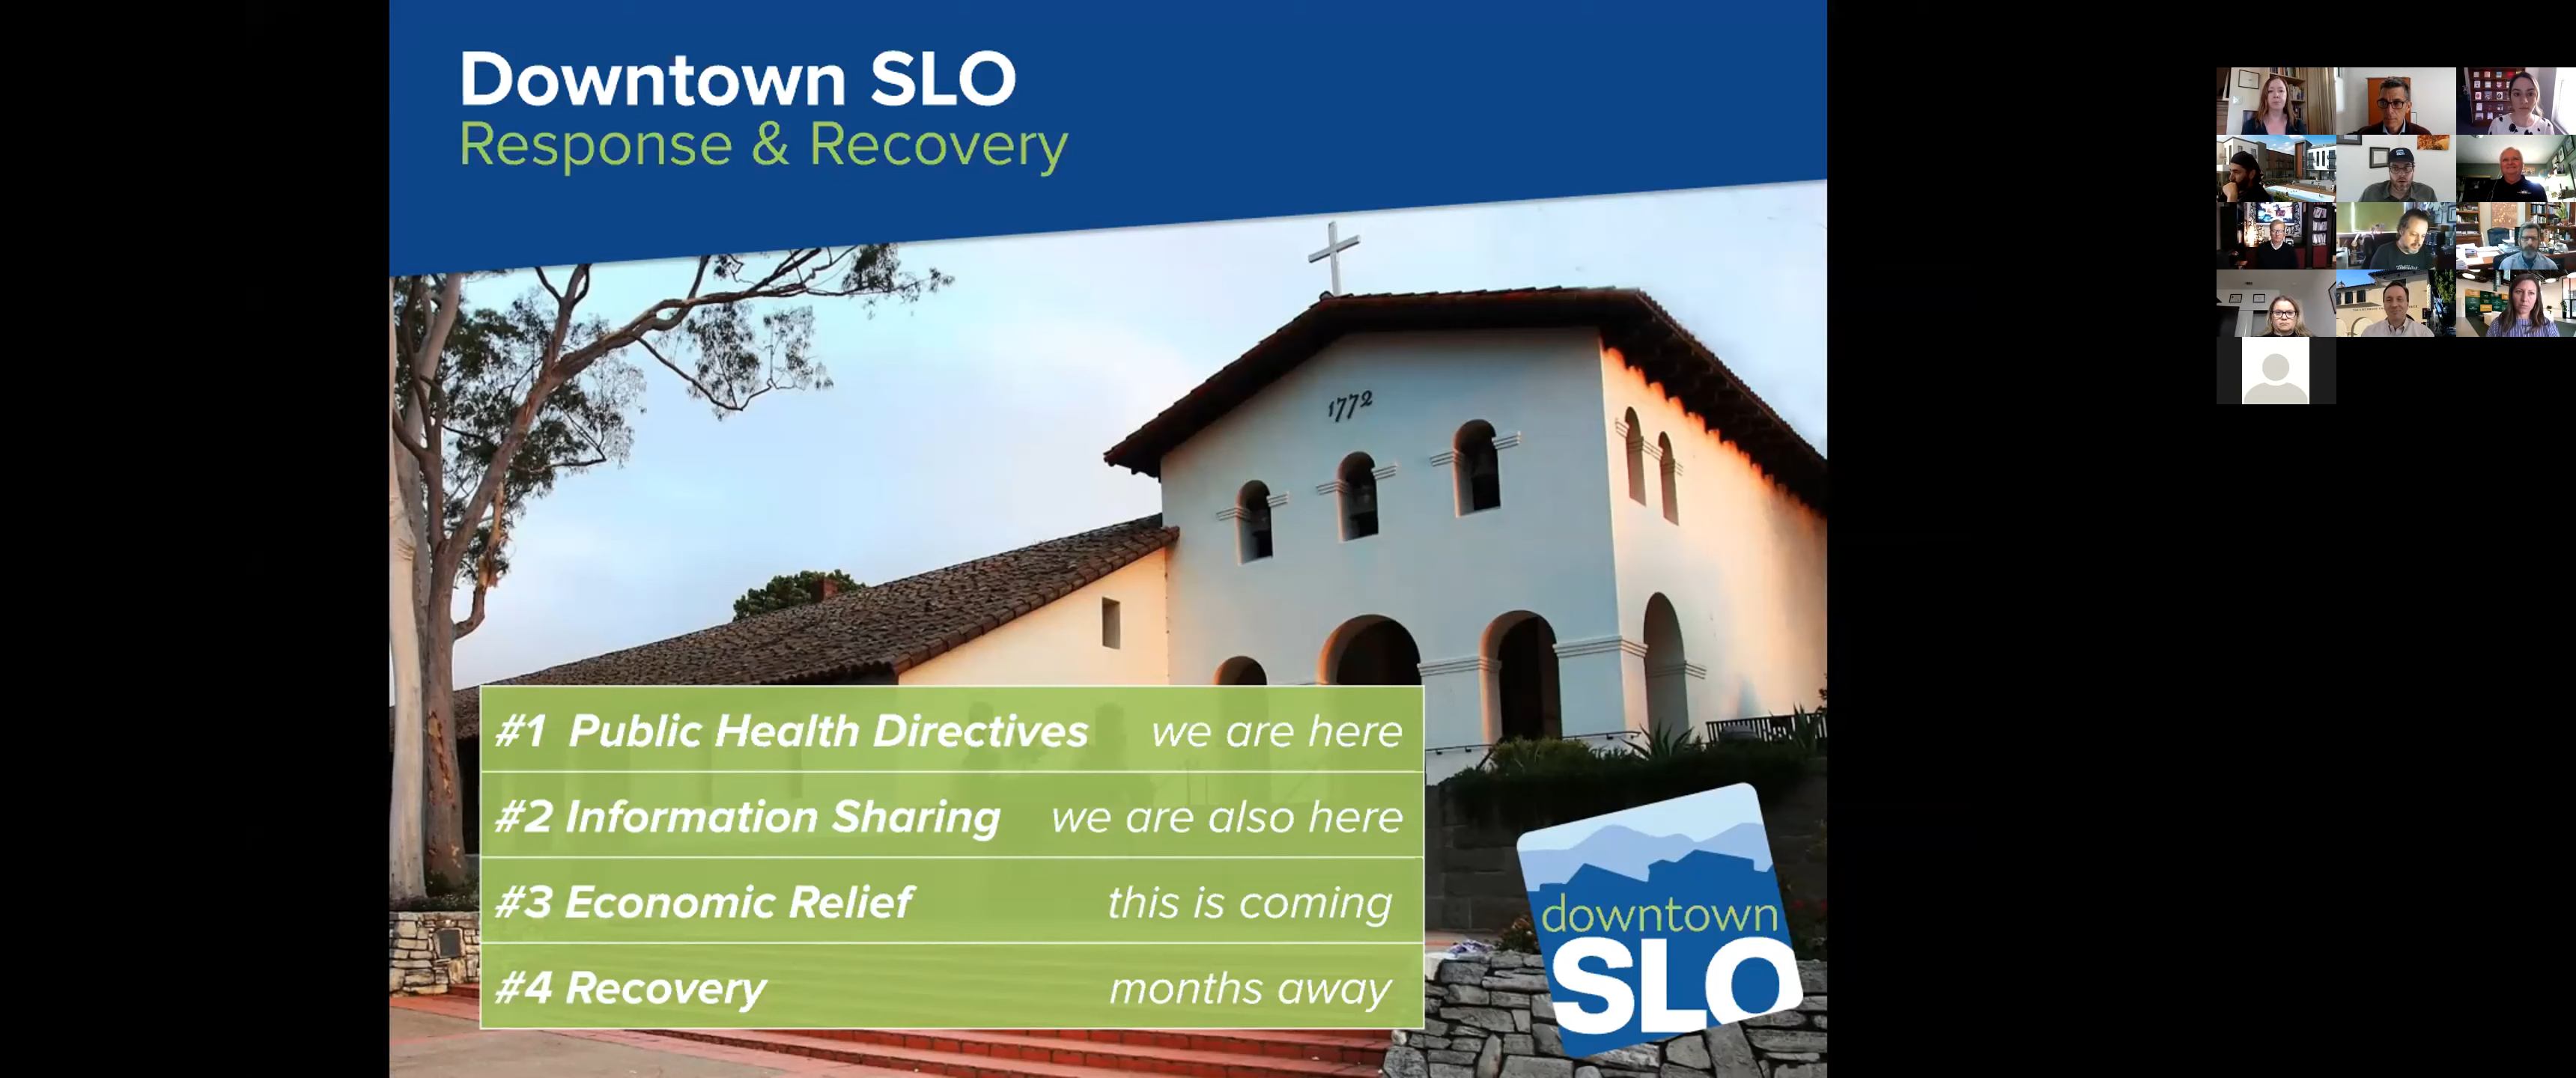 Downtown SLO
Response & Recovery
1772
#1 Public Health Directives we are here
#2 Information Sharing we are also here
#3 Economic Relief this is coming
#4 Recovery months away
downtown
SLO